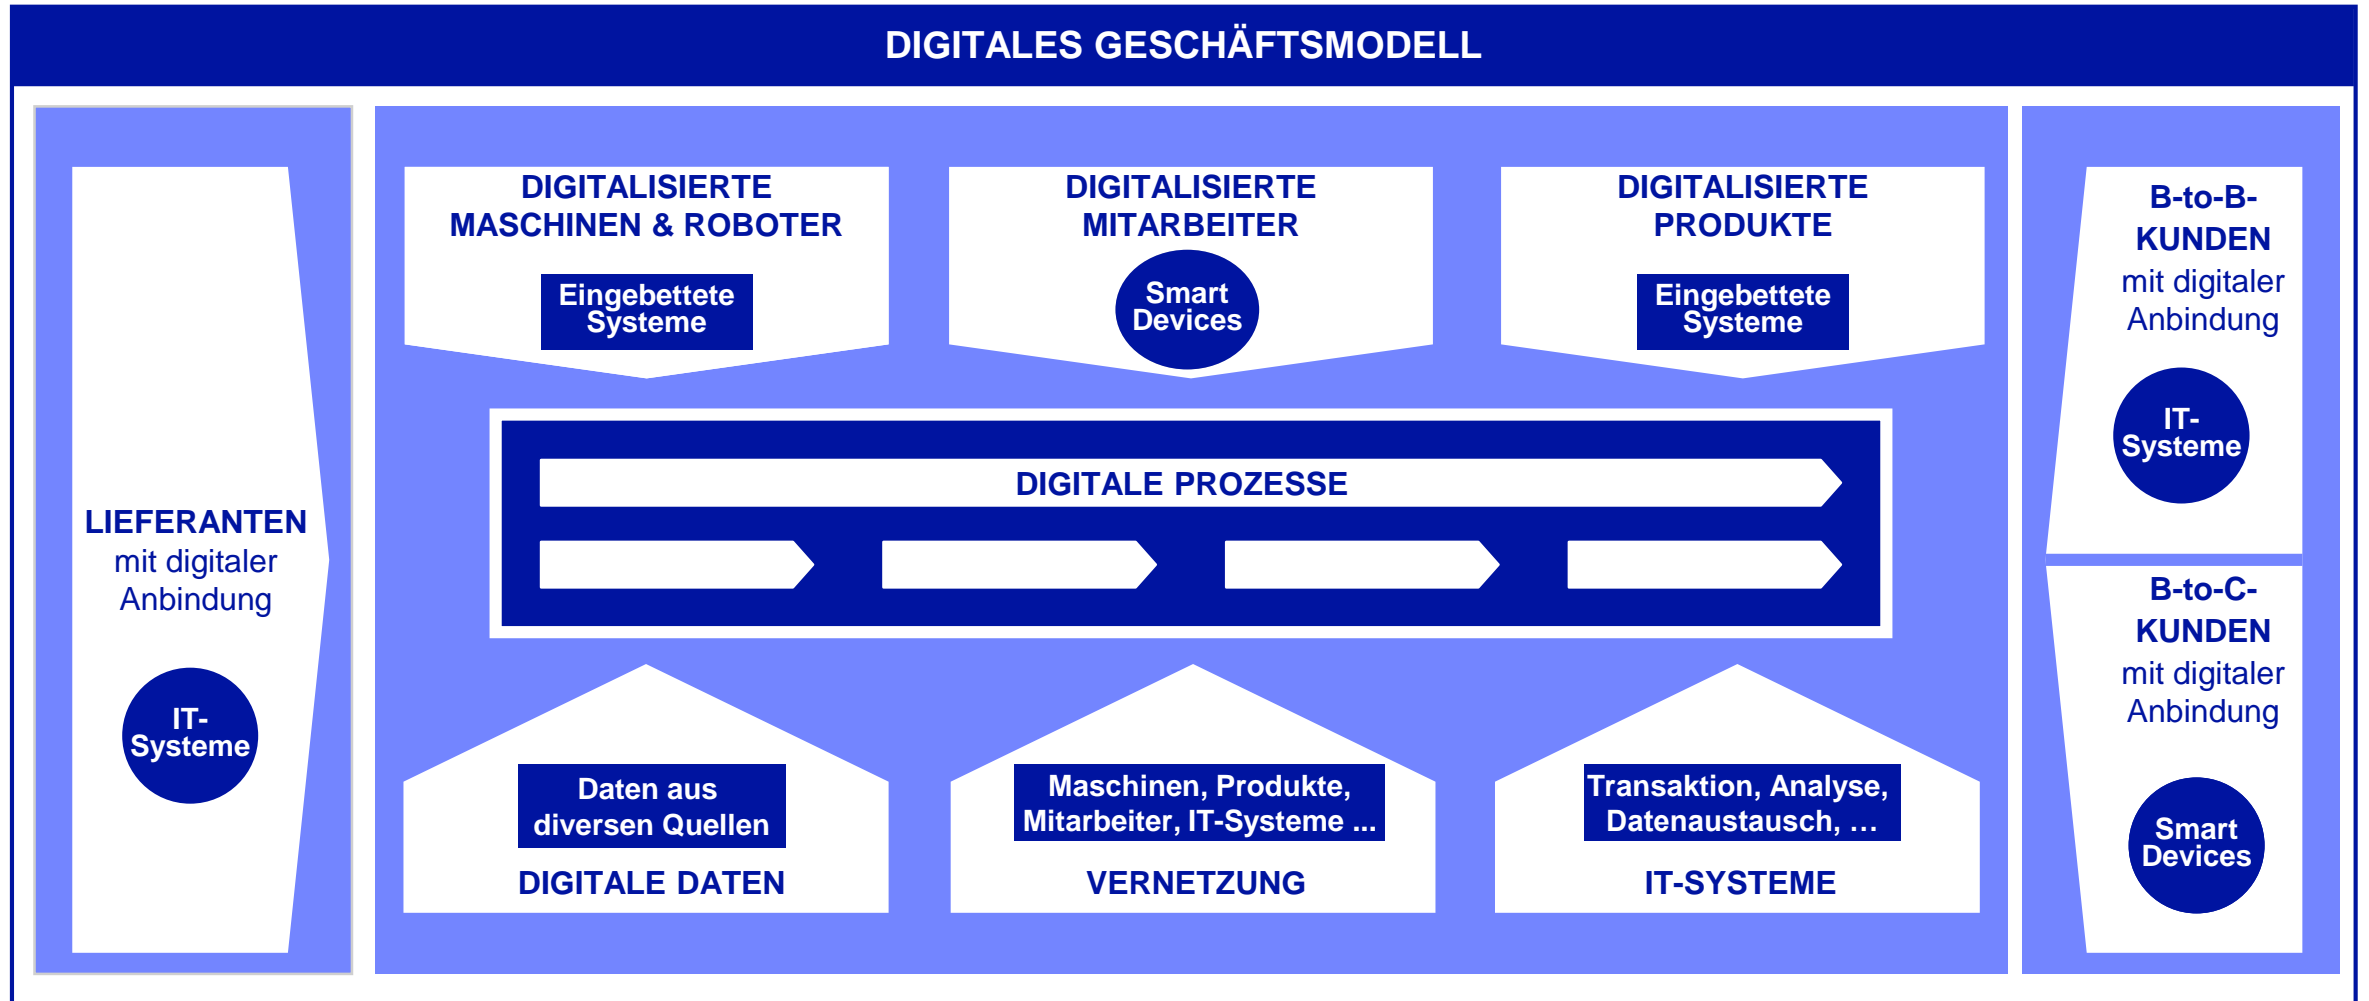 DIGITALES GESCHÄFTSMODELL
LIEFERANTEN
mit digitaler
Anbindung
IT-
Systeme
DIGITALISIERTE
MASCHINEN & ROBOTER
Eingebettete
Systeme
DIGITALISIERTE
MITARBEITER
Smart
Devices
DIGITALISIERTE
PRODUKTE
Eingebettete
Systeme
DIGITALE PROZESSE
Daten aus
diversen Quellen
DIGITALE DATEN
Maschinen, Produkte,
Mitarbeiter, IT-Systeme ...
VERNETZUNG
Transaktion, Analyse,
Datenaustausch, …
IT-SYSTEME
B-to-B-
KUNDEN
mit digitaler
Anbindung
IT-
Systeme
B-to-C-
KUNDEN
mit digitaler
Anbindung
Smart
Devices